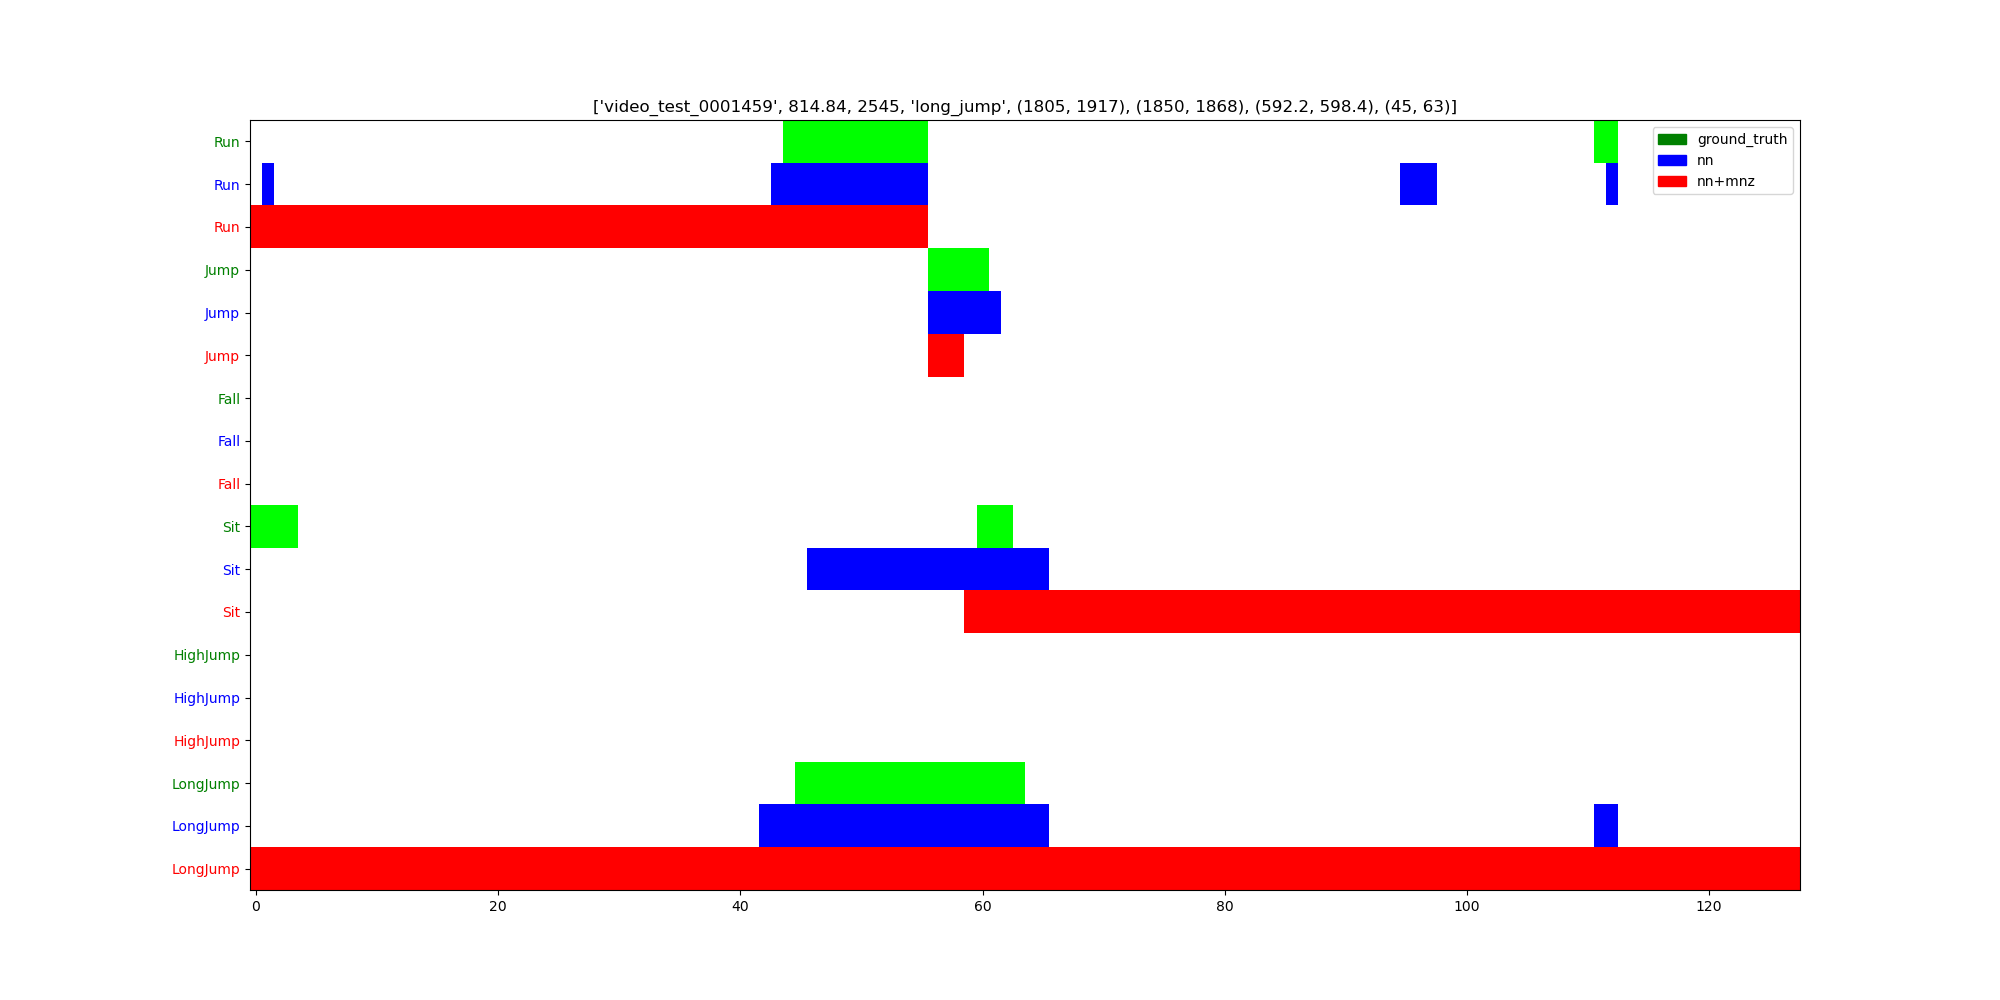 ['video_test_0001459', 814.84, 2545, 'long_jump', (1805, 1917), (1850, 1868), (592.2, 598.4), (45, 63)]
ground_truth
nn
nn+mnz
Run
Run
Run
Jump
Jump
Jump
Fall
Fall
Fall
Sit
Sit
Sit
HighJump
HighJump
HighJump
LongJump
LongJump
LongJump
0 20 40 60 80 100 120